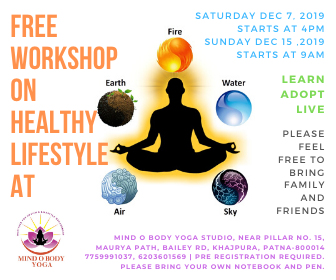 FREE
WORKSHOP
ON
HEALTHY
LIFESTYLE
AT
SATURDAY DEC 7, 2019
STARTS AT 4PM
SUNDAY DEC 15 .2019
STARTS AT 9AM
Fire
Earth
Water
Air
Sky
LEARN
ADOPT
LIVE
PLEASE
FEEL
FREE TO
BRING
FAMILY
AND
FRIENDS
MIND O BODY
YOGA
MIND O BODY YOGA STUDIO, NEAR PILLAR NO. 15,
MAURYA PATH, BAILEY RD, KHAJPURA, PATNA-800014
7759991037, 6203601569 | PRE REGISTRATION REQUIRED.
PLEASE BRING YOUR OWN NOTEBOOK AND PEN.